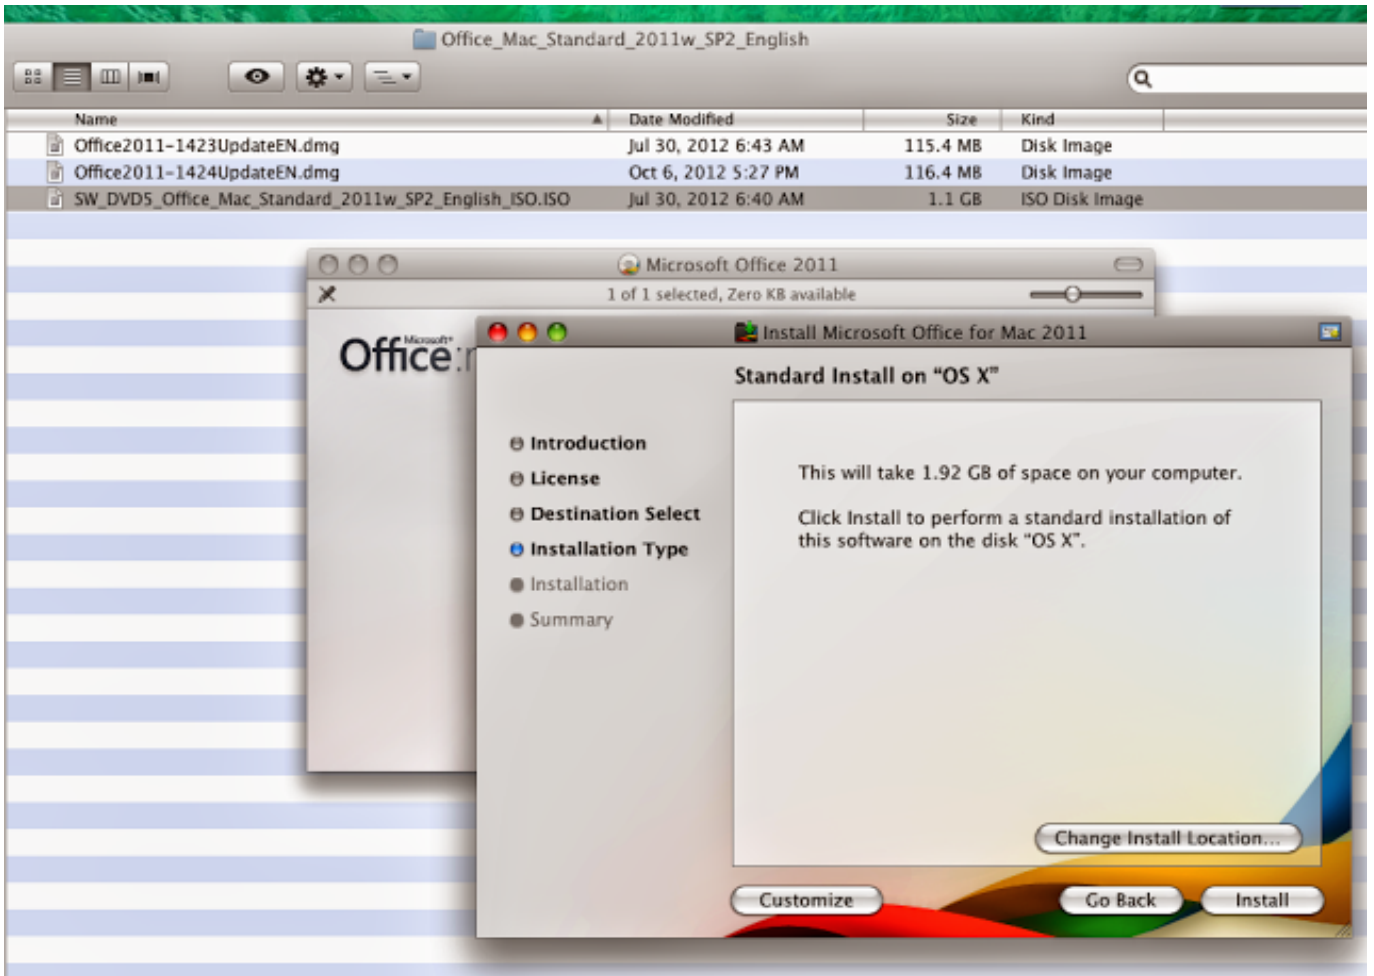 Office_Mac_Standard_2011w_SP2_English
Name Date Modified Size Kind
Office2011-1423UpdateEN.dmg Jul 30, 2012 6:43 AM 115.4 MB Disk Image
Office2011-1424UpdateEN.dmg Oct 6, 2012 5:27 PM 116.4 MB Disk Image
SW_DVD5_Office_Mac_Standard_2011w_SP2_English_ISO.ISO Jul 30, 2012 6:40 AM 1.1 GB ISO Disk Image
Microsoft Office 2011
1 of 1 selected, Zero KB available
Microsoft®
Office:
Install Microsoft Office for Mac 2011
Standard Install on “OS X”
Introduction
License
Destination Select
Installation Type
Installation
Summary
This will take 1.92 GB of space on your computer.
Click Install to perform a standard installation of
this software on the disk “OS X”.
Change Install Location...
Customize Go Back Install